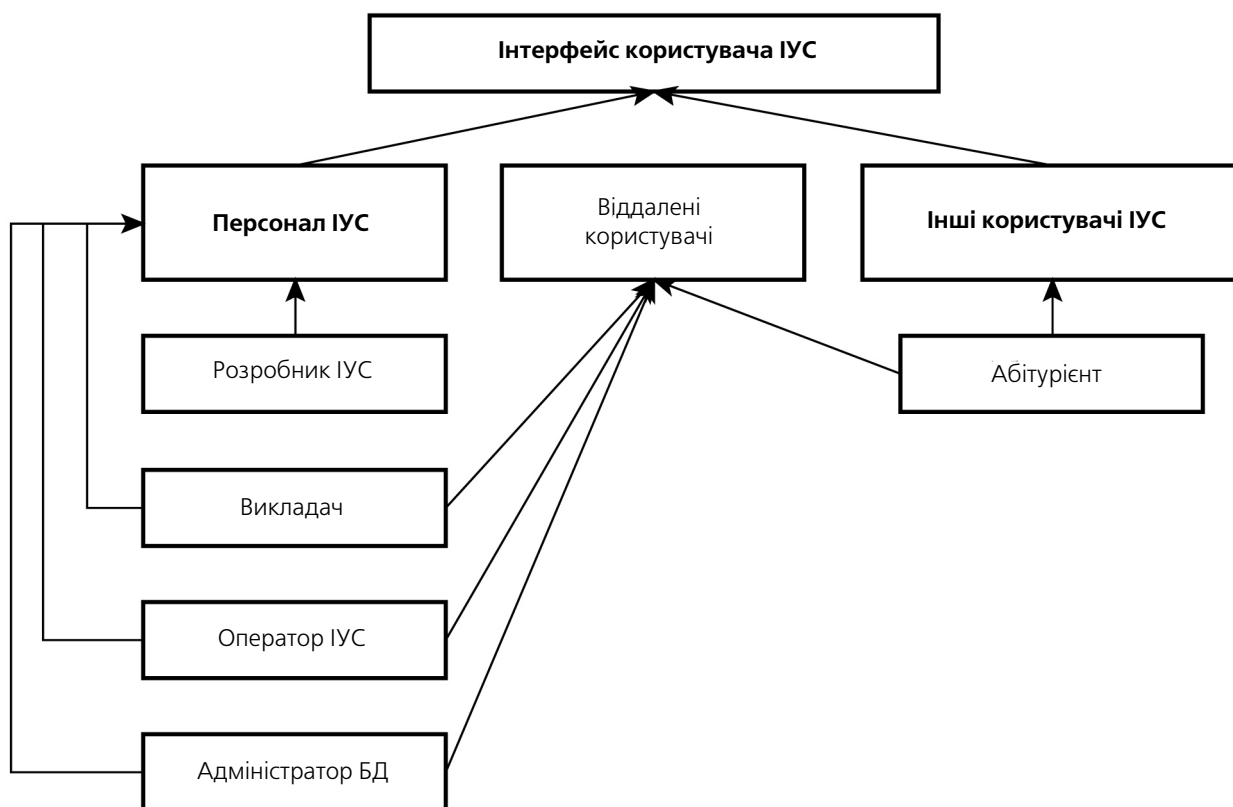 Інтерфейс користувача ІУС
Персонал ІУС
Віддалені
користувачі
Інші користувачі ІУС
Розробник ІУС
Абітурієнт
Викладач
Оператор ІУС
Адміністратор БД